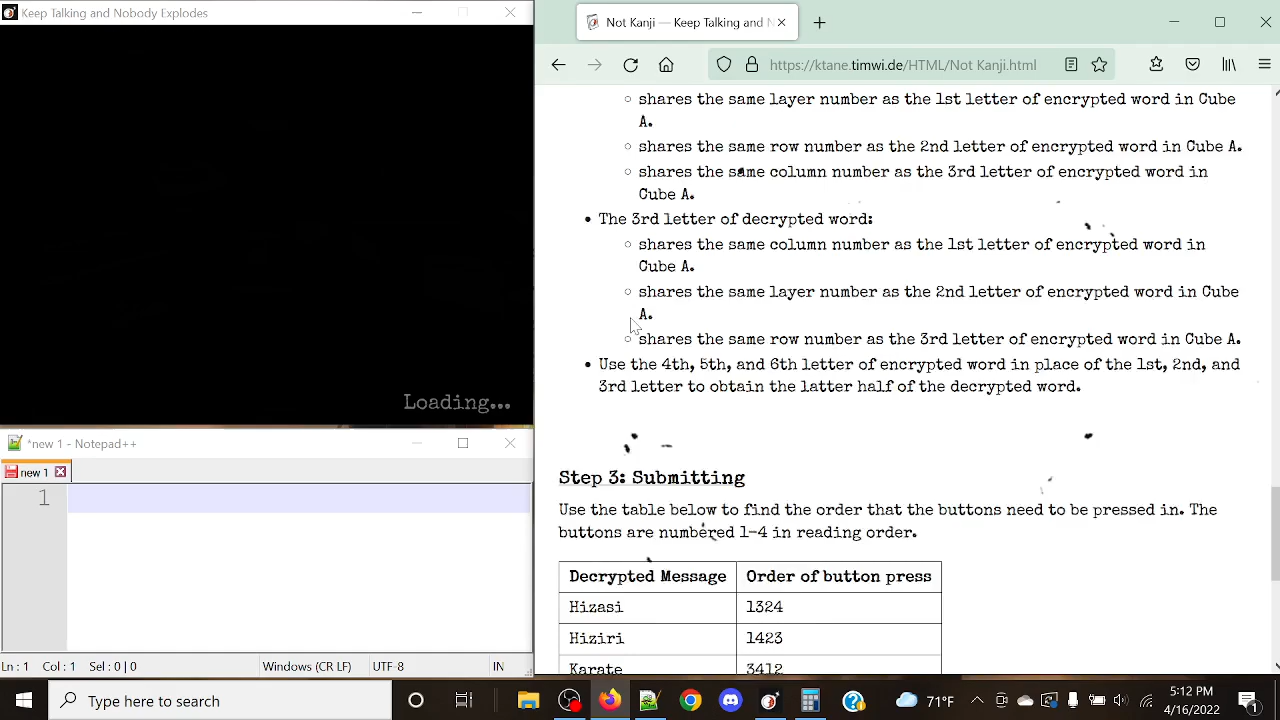 Keep Talking and Nobody Explodes
Loading...
*new 1 - Notepad++
new 1
1
Ln : 1 Col : 1 Sel : 0 | 0 Windows (CR LF) UTF-8 IN
Not Kanji — Keep Talking and N
https://ktane.timwi.de/HTML/Not Kanji.html
shares the same layer number as the 1st letter of encrypted word in Cube
A.
shares the same row number as the 2nd letter of encrypted word in Cube A.
shares the same column number as the 3rd letter of encrypted word in
Cube A.
The 3rd letter of decrypted word:
shares the same column number as the 1st letter of encrypted word in
Cube A.
shares the same layer number as the 2nd letter of encrypted word in Cube
A.
shares the same row number as the 3rd letter of encrypted word in Cube A.
Use the 4th, 5th, and 6th letter of encrypted word in place of the 1st, 2nd, and
3rd letter to obtain the latter half of the decrypted word.
Step 3: Submitting
Use the table below to find the order that the buttons need to be pressed in. The
buttons are numbered 1-4 in reading order.
Decrypted Message Order of button press
Hizasi 1324
Hiziri 1423
Karate 3412
Type here to search
71°F
5:12 PM
4/16/2022
1